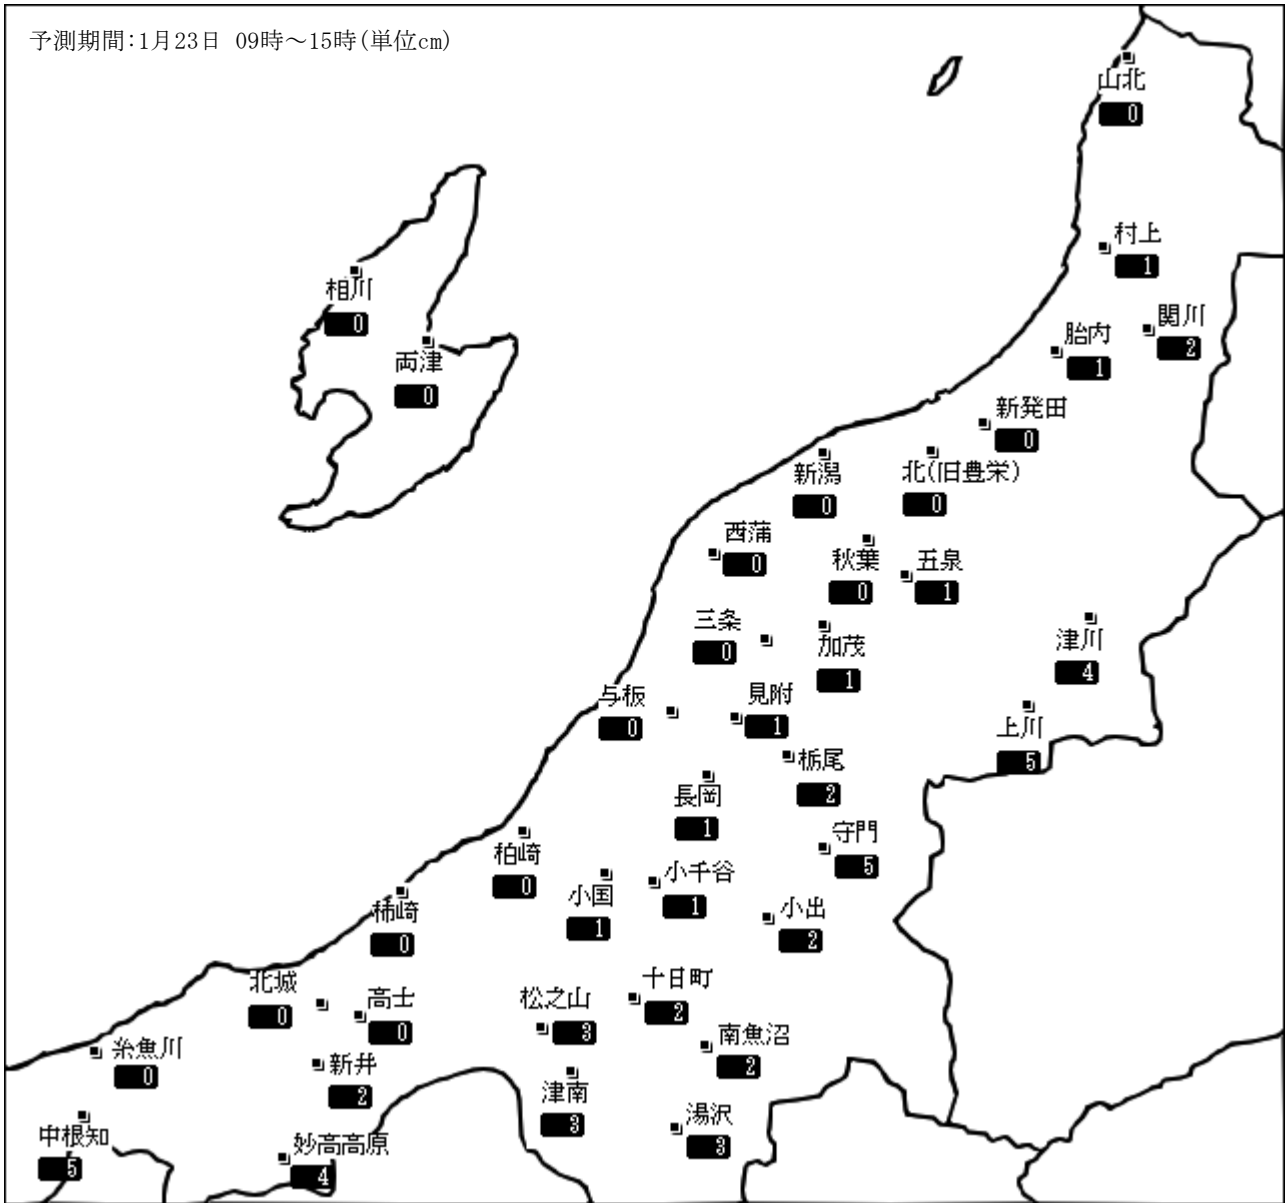 予測期間:1月23日 09時～15時(単位cm)
山北
0
村上
1
関川
2
胎内
1
相川
0
両津
0
新発田
0
新潟
0
北(旧豊栄)
0
西蒲
0
秋葉
0
五泉
1
三条
0
加茂
1
津川
4
与板
0
見附
1
上川
5
栃尾
2
長岡
1
守門
5
柏崎
0
小国
1
小千谷
1
小出
2
柿崎
0
北城
0
高士
0
松之山
3
十日町
2
南魚沼
2
糸魚川
0
新井
2
津南
3
湯沢
3
中根知
5
妙高高原
4